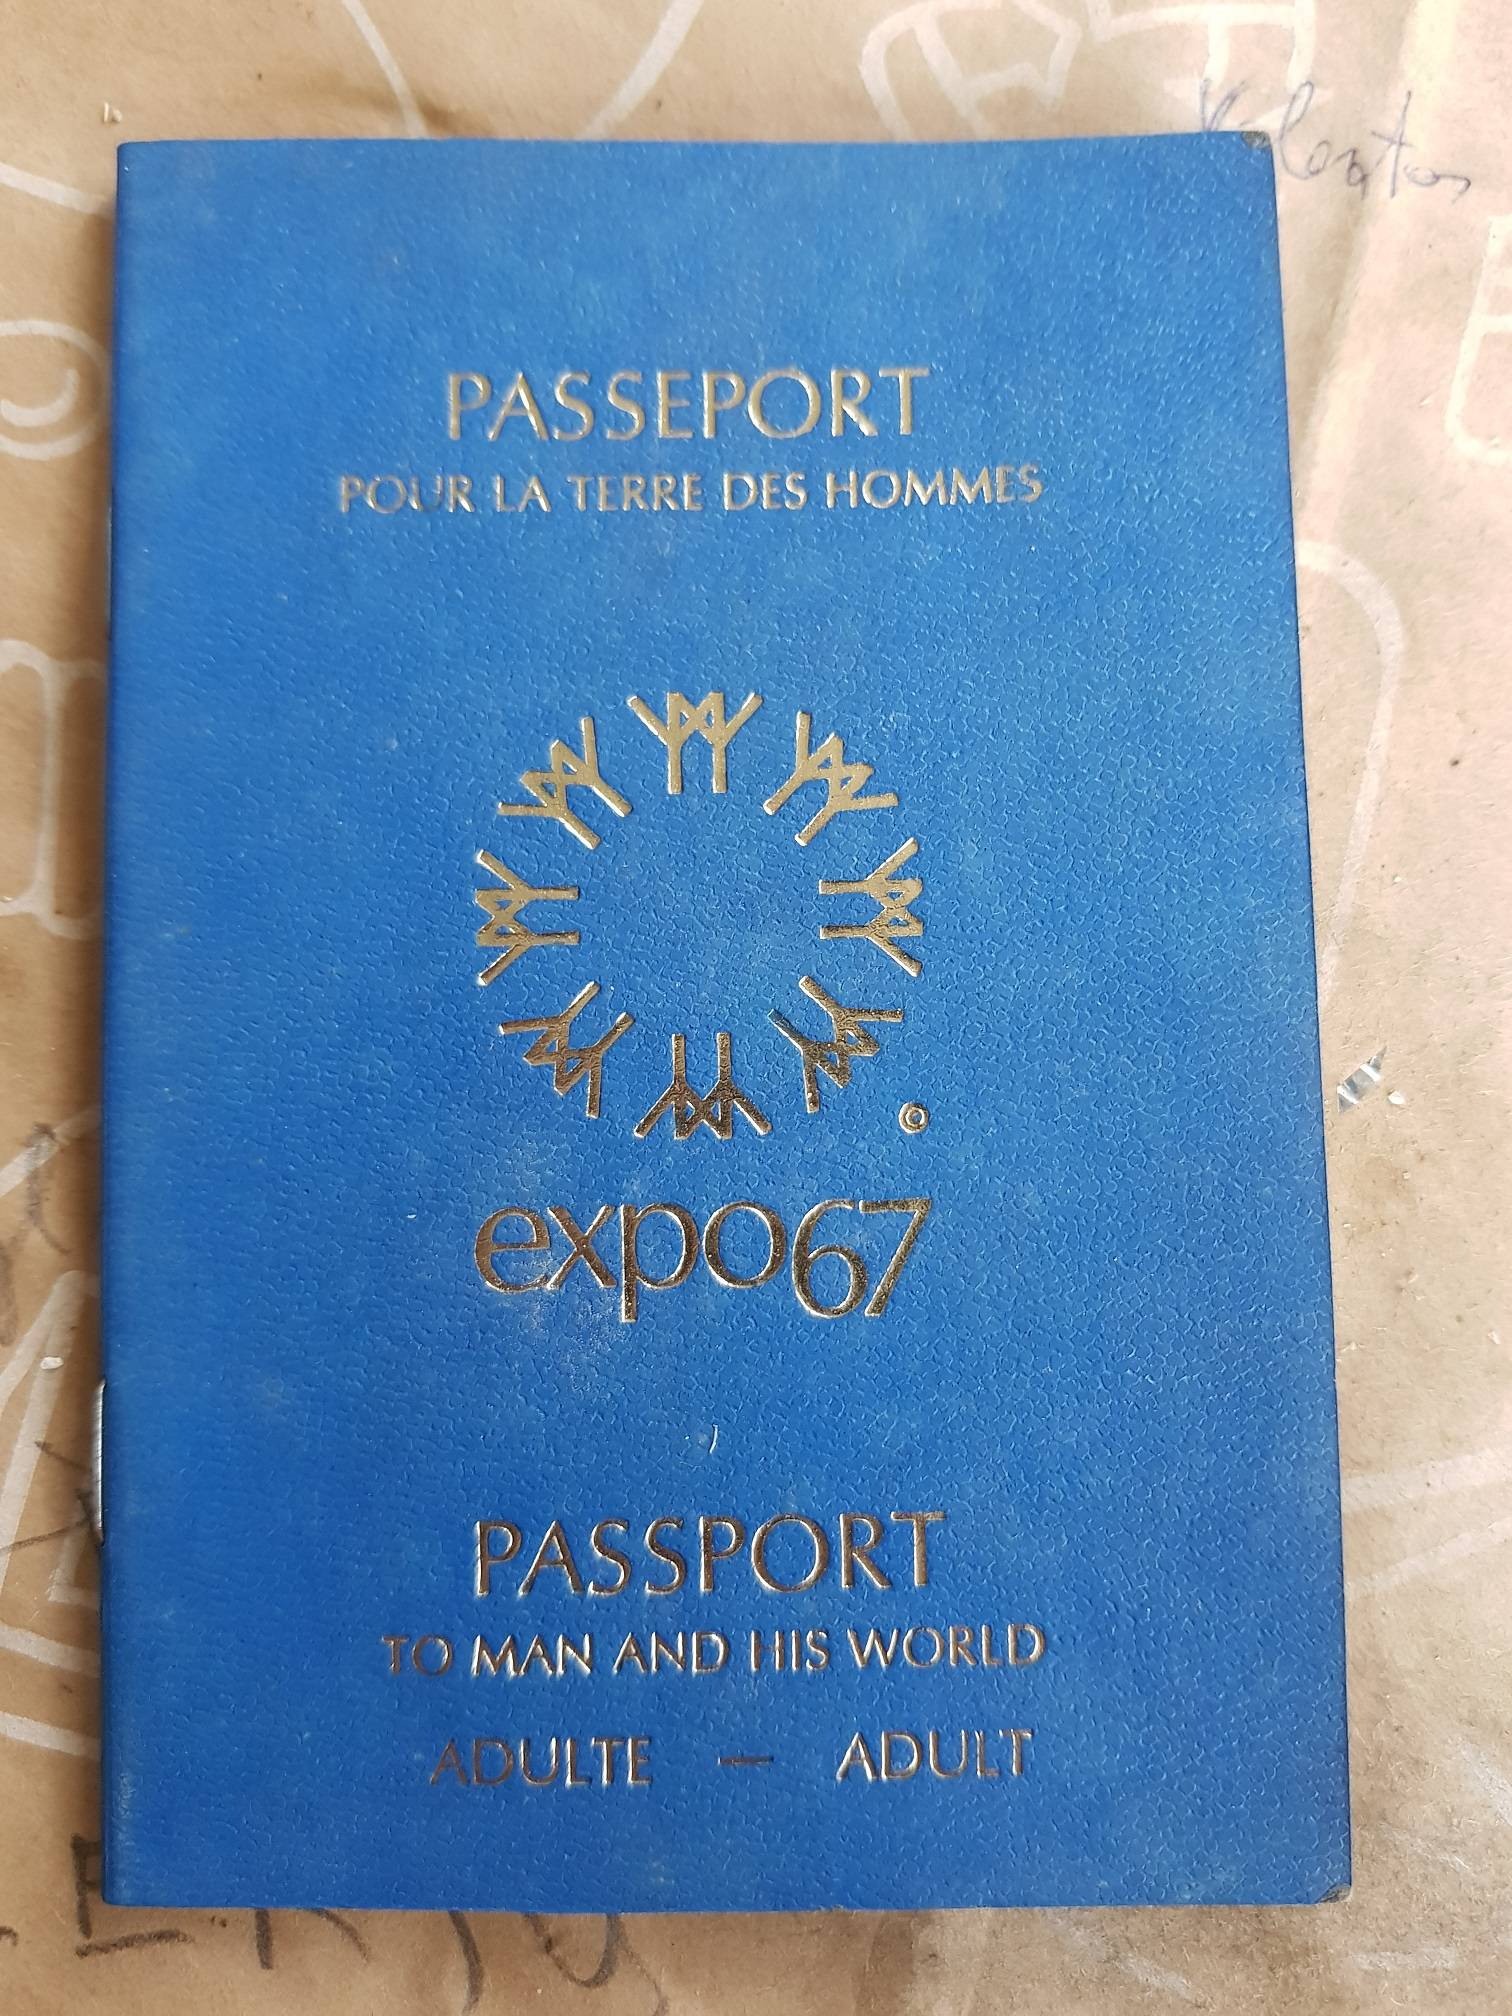 PASSEPORT
POUR LA TERRE DES HOMMES
©
expo67
PASSPORT
TO MAN AND HIS WORLD
ADULTE — ADULT